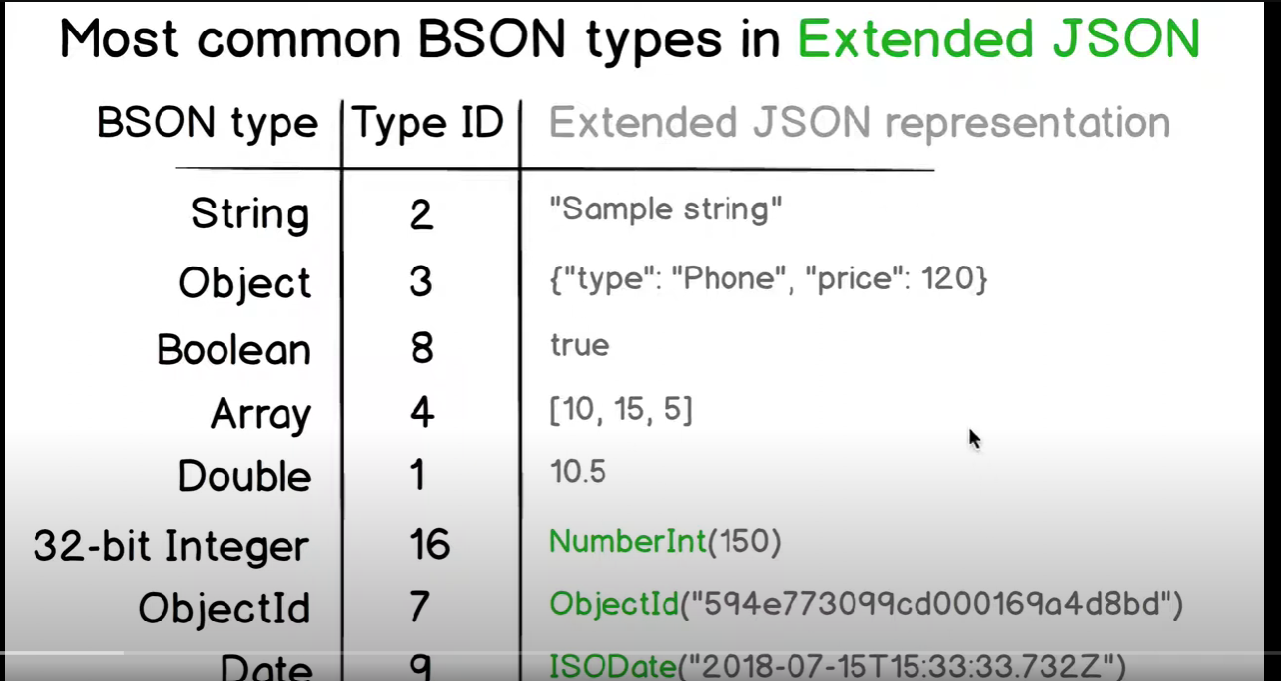 Most common BSON types in Extended JSON
BSON type Type ID Extended JSON representation
String 2 "Sample string"
Object 3 {"type": "Phone", "price": 120}
Boolean 8 true
Array 4 [10, 15, 5]
Double 1 10.5
32-bit Integer 16 NumberInt(150)
ObjectId 7 ObjectId("594e773099cd000169a4d8bd")
Date 9 ISODate("2018-07-15T15:33:33.732Z")